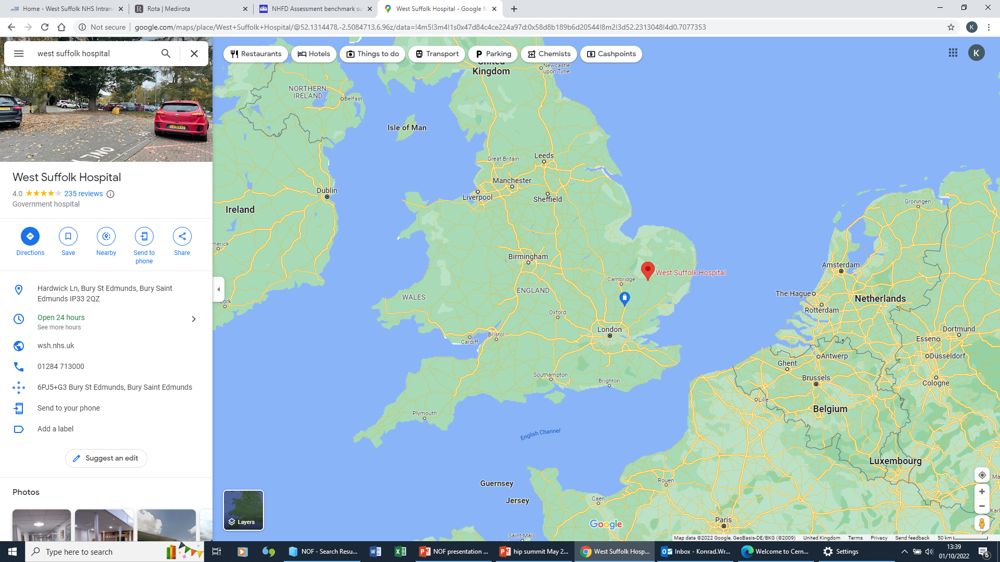 Home - West Suffolk NHS Intran
Rota | Medirota
NHFD Assessment benchmark su
West Suffolk Hospital - Google M
Not secure
google.com/maps/place/West+Suffolk+Hospital/@52.1314478,-2.5084713,6.96z/data=!4m5!3m4!1s0x47d84c4ce224a97d:0x58d8b189b6d20544!8m2!3d52.2313048!4d0.7077353
K
west suffolk hospital
Restaurants
Hotels
Things to do
Transport
Parking
Chemists
Cashpoints
K
ONL
West Suffolk Hospital
4.0
235 reviews
Government hospital
Directions
Save
Nearby
Send to
phone
Share
Hardwick Ln, Bury St Edmunds, Bury Saint
Edmunds IP33 2QZ
Open 24 hours
See more hours
wsh.nhs.uk
01284 713000
6PJ5+G3 Bury St Edmunds, Bury Saint Edmunds
Send to your phone
Add a label
Suggest an edit
Photos
United
Kingdom
Newcastle
upon Tyne
NORTHERN
IRELAND
Belfast
Isle of Man
Great Britain
Leeds
Manchester
Liverpool
Sheffield
Dublin
Ireland
merick
ork
Birmingham
West Suffolk Hospital
Cambridge
ENGLAND
WALES
Oxford
London
Bristol
Cardiff
Southampton
Brighton
Plymouth
English Channel
Guernsey
Jersey
Groningen
Amsterdam
The Hague
Netherlands
Rotterdam
Dortmund
Essen
Düsseldorf
Antwerp
Ghent
Brussels
Cologne
Lille
Belgium
Luxembourg
Rouen
Caen
Paris
Saint-Malo
Ma
Karl
Layers
Google
Map data ©2022 Google, GeoBasis-DE/BKG (©2009)
United Kingdom
Terms
Privacy
Send feedback
50 km
Type here to search
NOF - Search Resu...
NOF presentation ...
hip summit May 2...
West Suffolk Hosp...
Inbox - Konrad.Wr...
Welcome to Cern...
Settings
13:39
01/10/2022
6